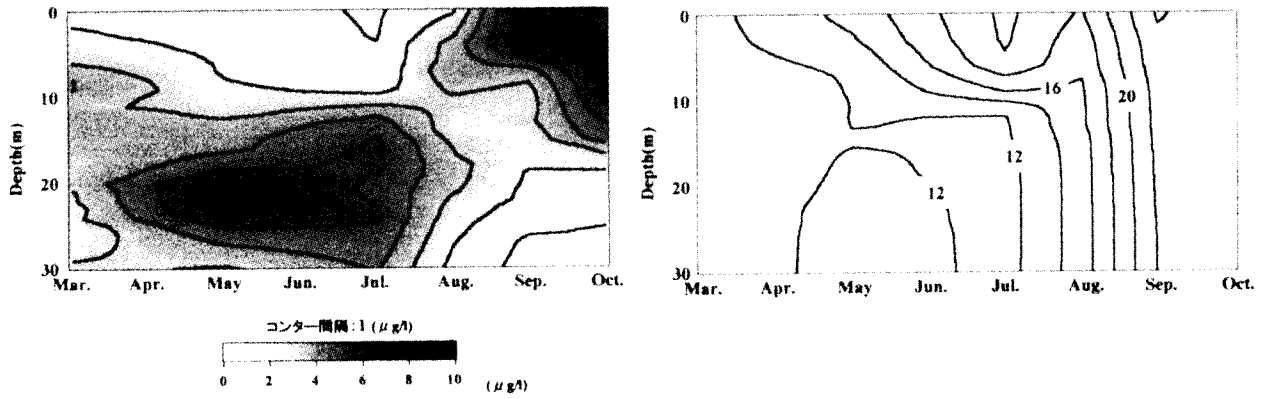 0
10
20
30
Depth(m)
Mar. Apr. May Jun. Jul. Aug. Sep. Oct.
コンター間隔:1 (μg/l)
0 2 4 6 8 10 (μg/l)
0
10
20
30
Depth(m)
16
20
12
12
Mar. Apr. May Jun. Jul. Aug. Sep. Oct.